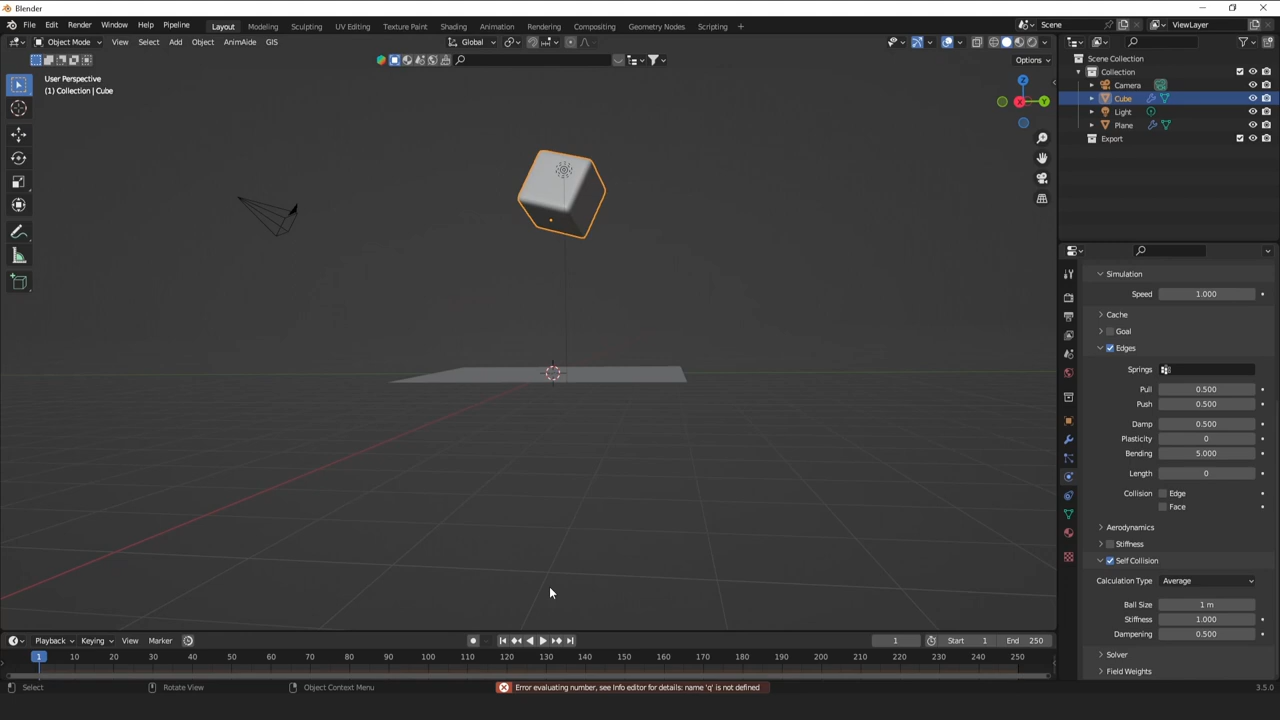 Blender
File Edit Render Window Help Pipeline Layout Modeling Sculpting UV Editing Texture Paint Shading Animation Rendering Compositing Geometry Nodes Scripting + Scene ViewLayer
Object Mode View Select Add Object AnimAide GIS Global
Options
User Perspective
(1) Collection | Cube
X Y Z
Scene Collection
Collection
Camera
Cube
Light
Plane
Export
Simulation
Speed 1.000
Cache
Goal
Edges
Springs
Pull 0.500
Push 0.500
Damp 0.500
Plasticity 0
Bending 5.000
Length 0
Collision Edge
Face
Aerodynamics
Stiffness
Self Collision
Calculation Type Average
Ball Size 1 m
Stiffness 1.000
Dampening 0.500
Solver
Field Weights
Playback Keying View Marker 1 Start 1 End 250
1 10 20 30 40 50 60 70 80 90 100 110 120 130 140 150 160 170 180 190 200 210 220 230 240 250
Select Rotate View Object Context Menu Error evaluating number, see Info editor for details: name 'q' is not defined 3.5.0